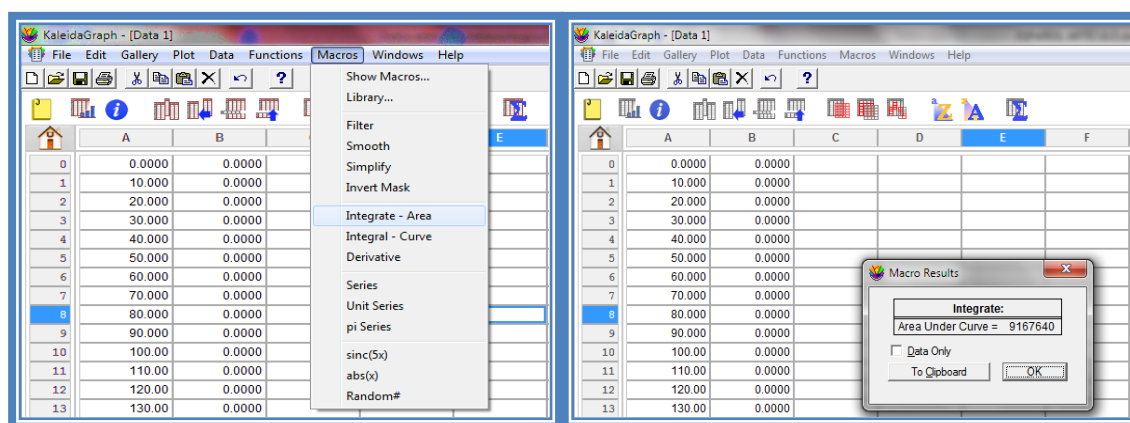 KaleidaGraph - [Data 1]
File Edit Gallery Plot Data Functions Macros Windows Help
Show Macros...
Library...
Filter
Smooth
Simplify
Invert Mask
Integrate - Area
Integral - Curve
Derivative
Series
Unit Series
pi Series
sinc(5x)
abs(x)
Random#
A B E
0 0.0000 0.0000
1 10.000 0.0000
2 20.000 0.0000
3 30.000 0.0000
4 40.000 0.0000
5 50.000 0.0000
6 60.000 0.0000
7 70.000 0.0000
8 80.000 0.0000
9 90.000 0.0000
10 100.00 0.0000
11 110.00 0.0000
12 120.00 0.0000
13 130.00 0.0000
KaleidaGraph - [Data 1]
File Edit Gallery Plot Data Functions Macros Windows Help
A B C D E F
0 0.0000 0.0000
1 10.000 0.0000
2 20.000 0.0000
3 30.000 0.0000
4 40.000 0.0000
5 50.000 0.0000
6 60.000 0.0000
7 70.000 0.0000
8 80.000 0.0000
9 90.000 0.0000
10 100.00 0.0000
11 110.00 0.0000
12 120.00 0.0000
13 130.00 0.0000
Macro Results
Integrate:
Area Under Curve = 9167640
Data Only
To Clipboard OK